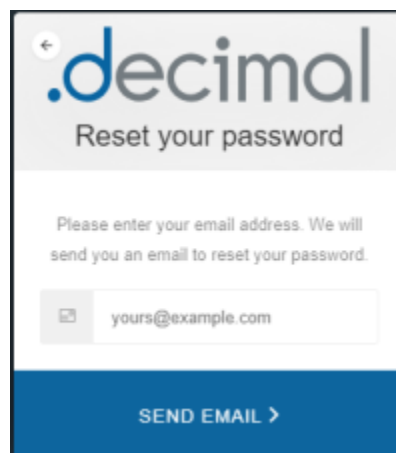 .decimal
Reset your password
Please enter your email address. We will
send you an email to reset your password.
yours@example.com
SEND EMAIL >